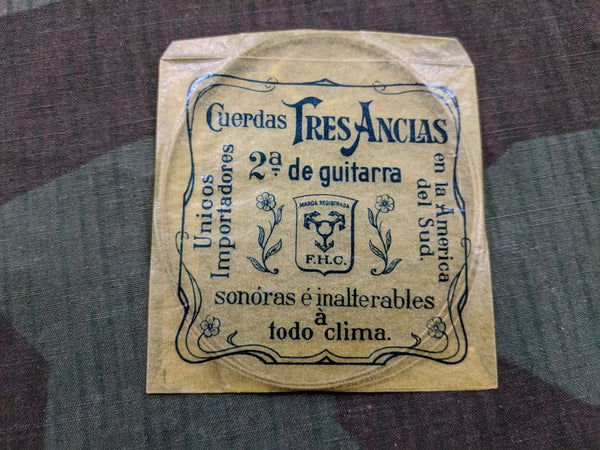 Cuerdas TRES ANCLAS
2ª de guitarra
Unicos
Importadores
en la America
del Sud.
MARCA REGISTRADA
F.H.C.
sonóras é inalterables
à
todo clima.